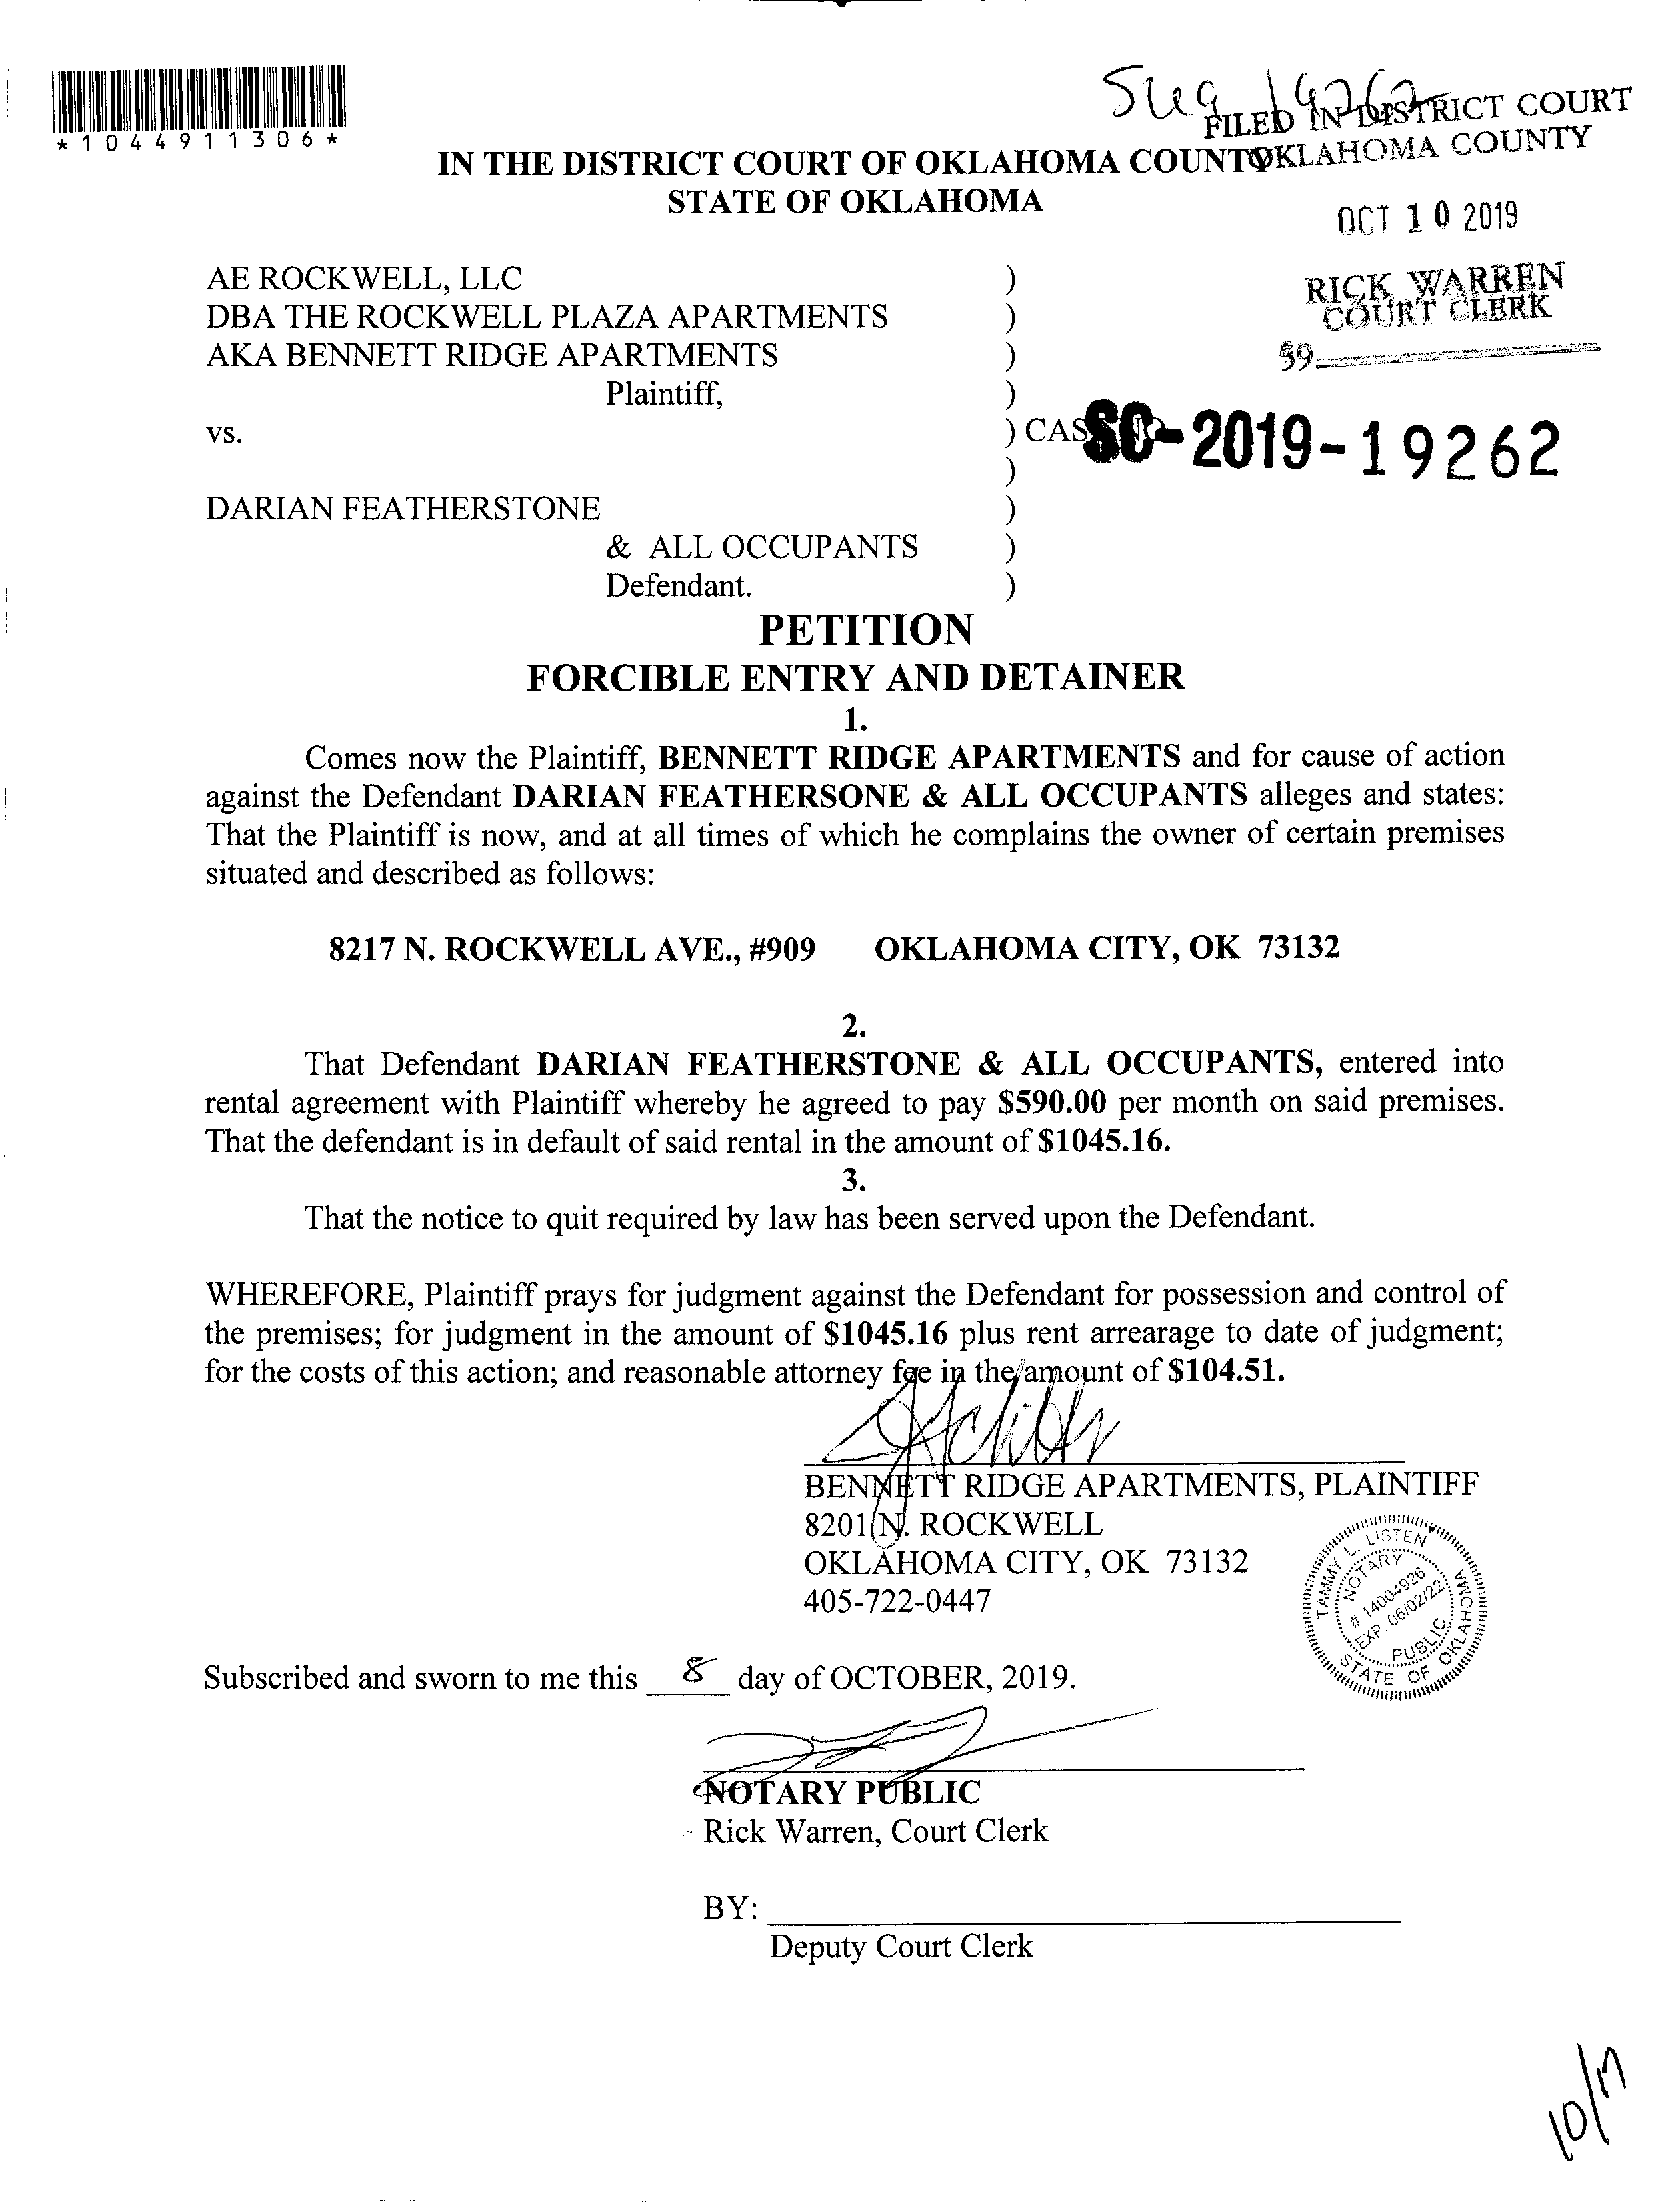 *1044911306*
FILED IN DISTRICT COURT
OKLAHOMA COUNTY
IN THE DISTRICT COURT OF OKLAHOMA COUNTY
STATE OF OKLAHOMA
OCT 10 2019
RICK WARREN
COURT CLERK
39
AE ROCKWELL, LLC )
DBA THE ROCKWELL PLAZA APARTMENTS )
AKA BENNETT RIDGE APARTMENTS )
Plaintiff, )
vs. ) CASE NO. SC-2019-19262
)
DARIAN FEATHERSTONE )
& ALL OCCUPANTS )
Defendant. )
PETITION
FORCIBLE ENTRY AND DETAINER
1.
Comes now the Plaintiff, BENNETT RIDGE APARTMENTS and for cause of action
against the Defendant DARIAN FEATHERSONE & ALL OCCUPANTS alleges and states:
That the Plaintiff is now, and at all times of which he complains the owner of certain premises
situated and described as follows:
8217 N. ROCKWELL AVE., #909 OKLAHOMA CITY, OK 73132
2.
That Defendant DARIAN FEATHERSTONE & ALL OCCUPANTS, entered into
rental agreement with Plaintiff whereby he agreed to pay $590.00 per month on said premises.
That the defendant is in default of said rental in the amount of $1045.16.
3.
That the notice to quit required by law has been served upon the Defendant.
WHEREFORE, Plaintiff prays for judgment against the Defendant for possession and control of
the premises; for judgment in the amount of $1045.16 plus rent arrearage to date of judgment;
for the costs of this action; and reasonable attorney fee in the amount of $104.51.
BENNETT RIDGE APARTMENTS, PLAINTIFF
8201 N. ROCKWELL
OKLAHOMA CITY, OK 73132
405-722-0447
TAMMY L. LISTEN
NOTARY
# 14004926
EXP. 06/02/22
PUBLIC
STATE OF OKLAHOMA
Subscribed and sworn to me this 8 day of OCTOBER, 2019.
NOTARY PUBLIC
Rick Warren, Court Clerk
BY:
Deputy Court Clerk
10/17